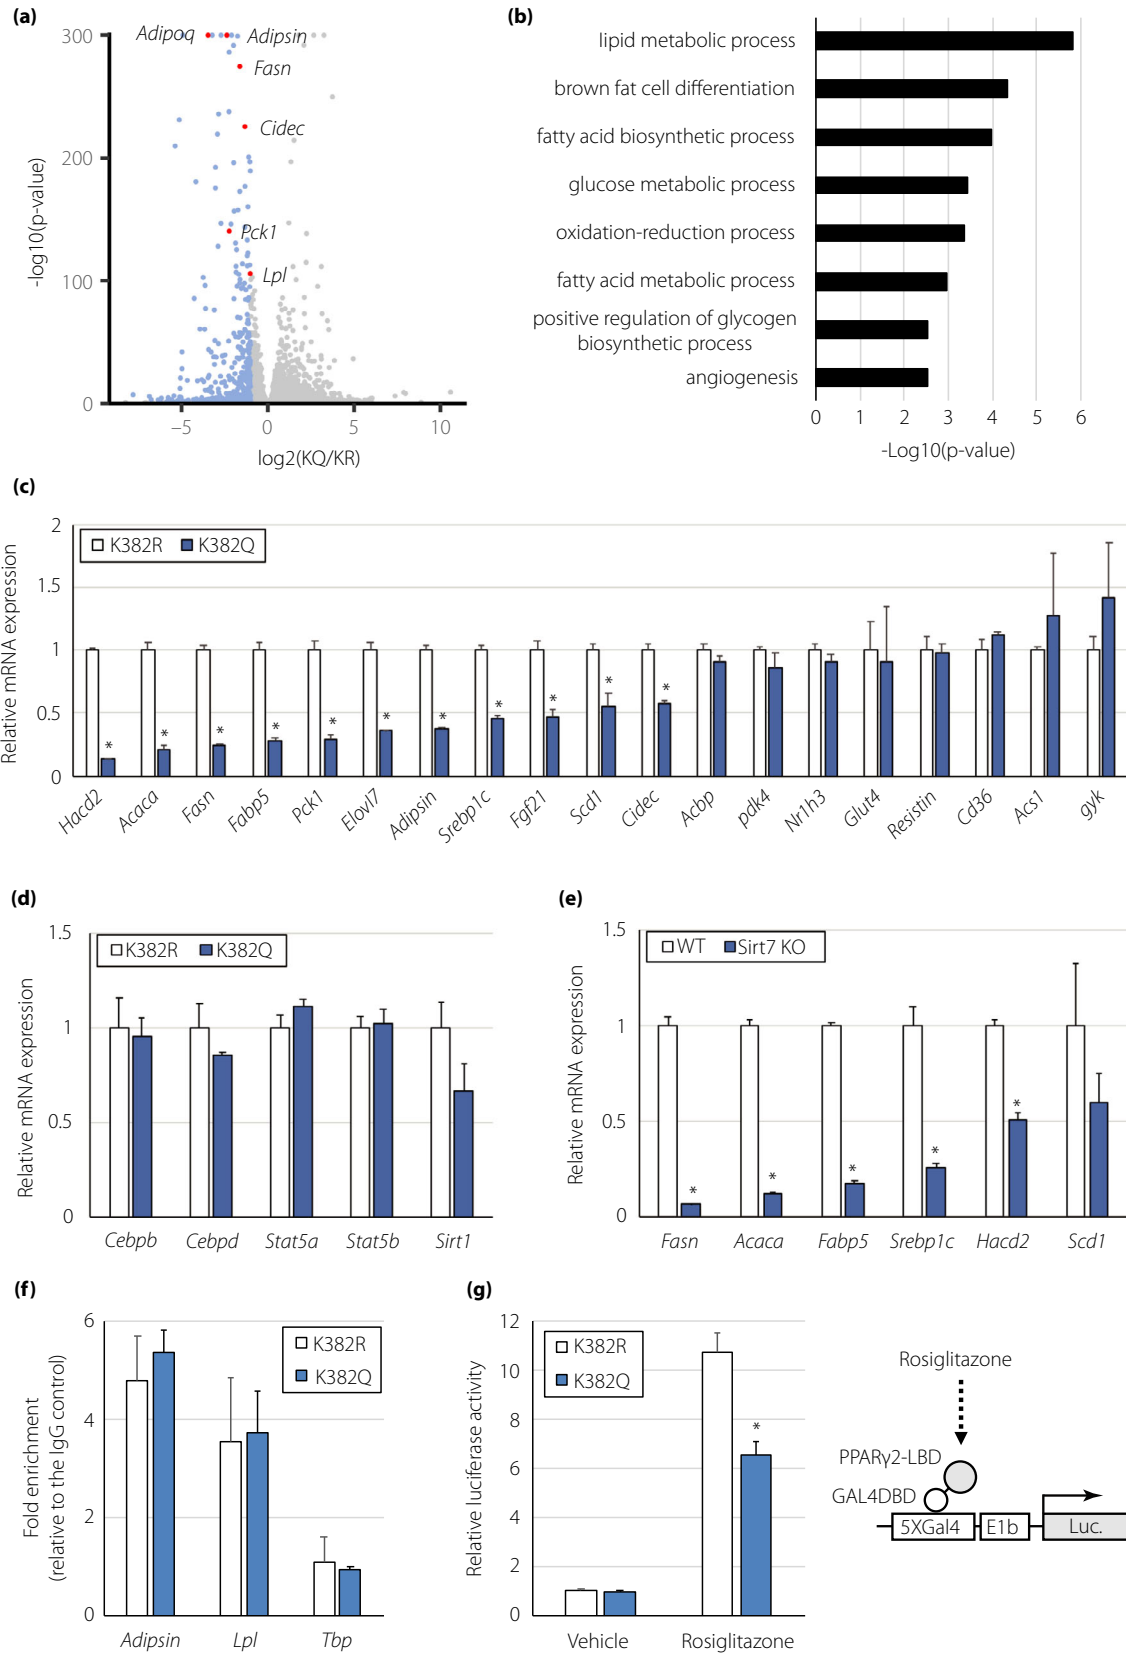 (a)
300
200
100
0
-log10(p-value)
Adipoq
Adipsin
Fasn
Cidec
Pck1
Lpl
−5
0
5
10
log2(KQ/KR)
(b)
lipid metabolic process
brown fat cell differentiation
fatty acid biosynthetic process
glucose metabolic process
oxidation-reduction process
fatty acid metabolic process
positive regulation of glycogen
biosynthetic process
angiogenesis
0 1 2 3 4 5 6
-Log10(p-value)
(c)
Relative mRNA expression
2
1.5
1
0.5
0
K382R K382Q
* * * * * * * * * * *
Hacd2 Acaca Fasn Fabp5 Pck1 Elovl7 Adipsin Srebp1c Fgf21 Scd1 Cidec Acbp pdk4 Nr1h3 Glut4 Resistin Cd36 Acs1 gyk
(d)
Relative mRNA expression
1.5
1
0.5
0
K382R K382Q
Cebpb Cebpd Stat5a Stat5b Sirt1
(e)
Relative mRNA expression
1.5
1
0.5
0
WT Sirt7 KO
* * * * *
Fasn Acaca Fabp5 Srebp1c Hacd2 Scd1
(f)
Fold enrichment
(relative to the IgG control)
6
4
2
0
K382R
K382Q
Adipsin Lpl Tbp
(g)
Relative luciferase activity
12
10
8
6
4
2
0
K382R
K382Q
*
Vehicle Rosiglitazone
Rosiglitazone
PPARγ2-LBD
GAL4DBD
5XGal4 E1b Luc.